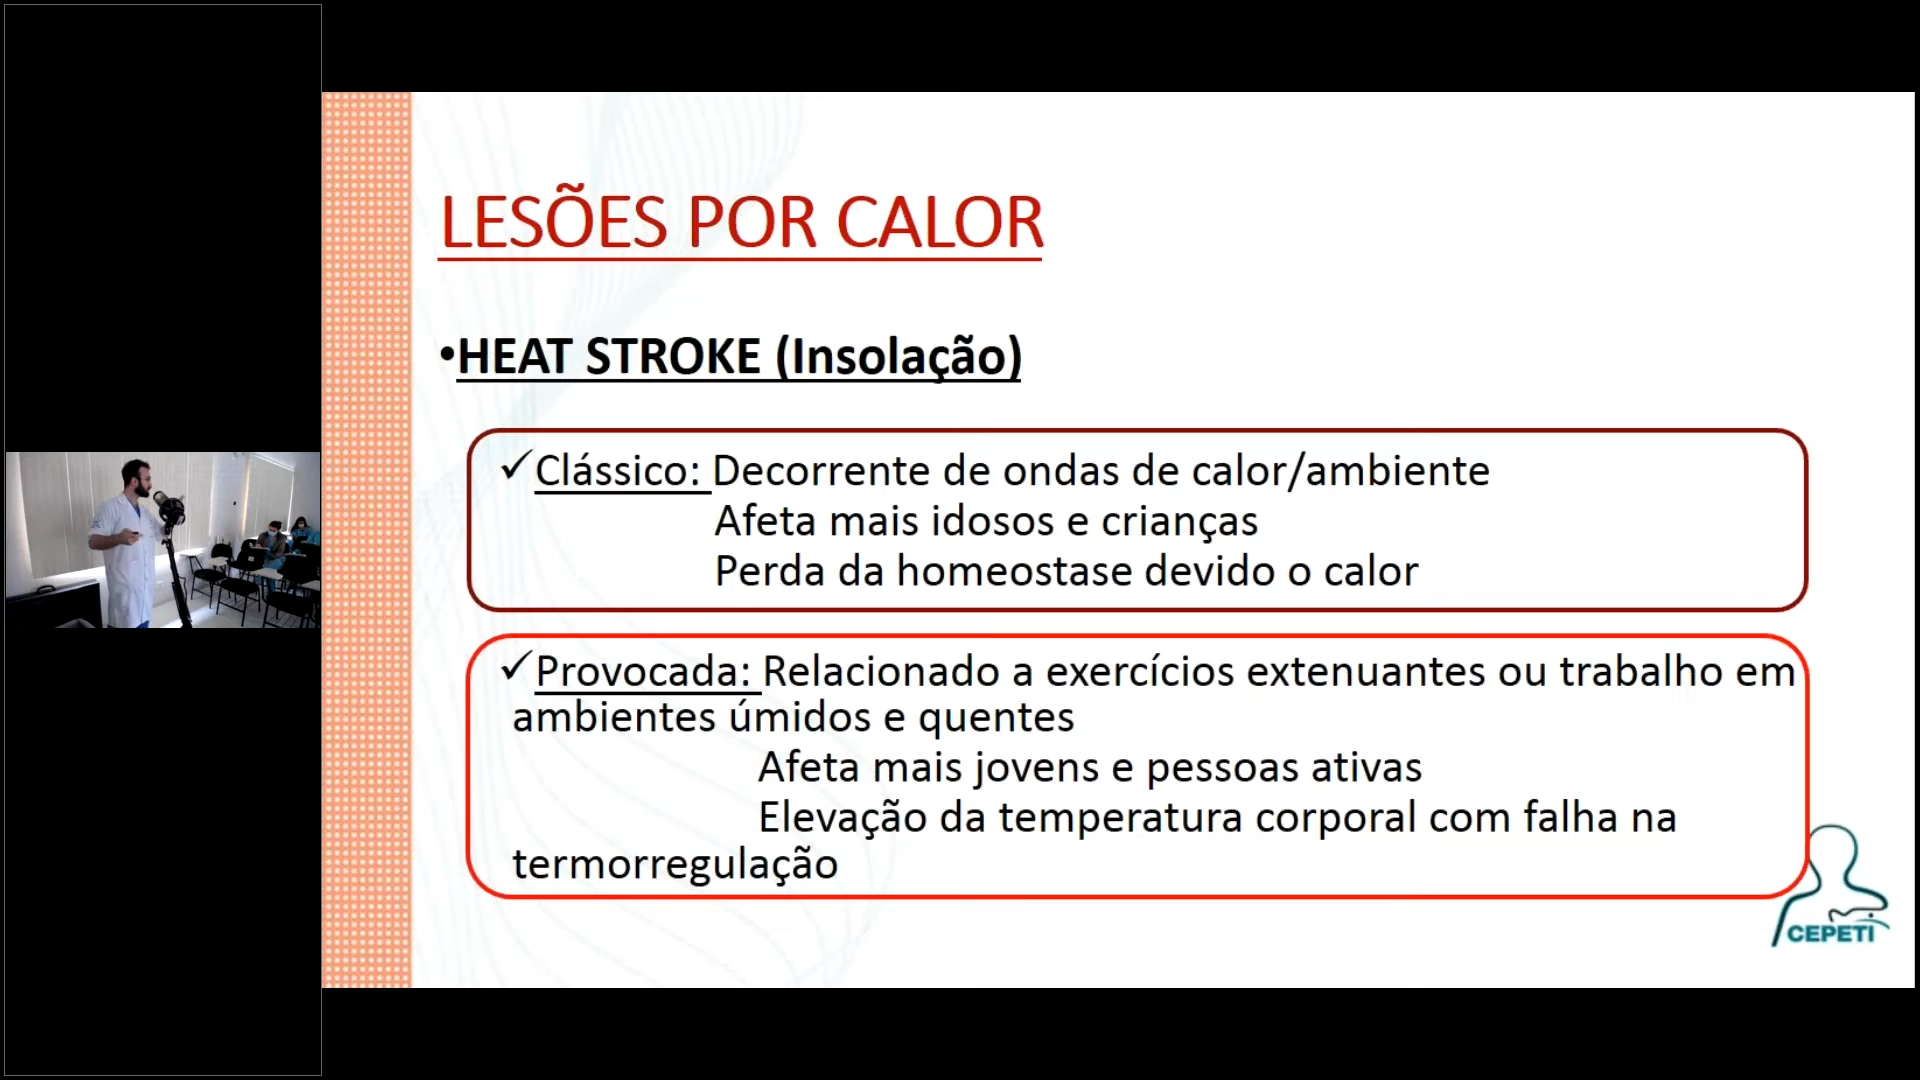 LESÕES POR CALOR
•HEAT STROKE (Insolação)
✓Clássico: Decorrente de ondas de calor/ambiente
Afeta mais idosos e crianças
Perda da homeostase devido o calor
✓Provocada: Relacionado a exercícios extenuantes ou trabalho em
ambientes úmidos e quentes
Afeta mais jovens e pessoas ativas
Elevação da temperatura corporal com falha na
termorregulação
CEPETI